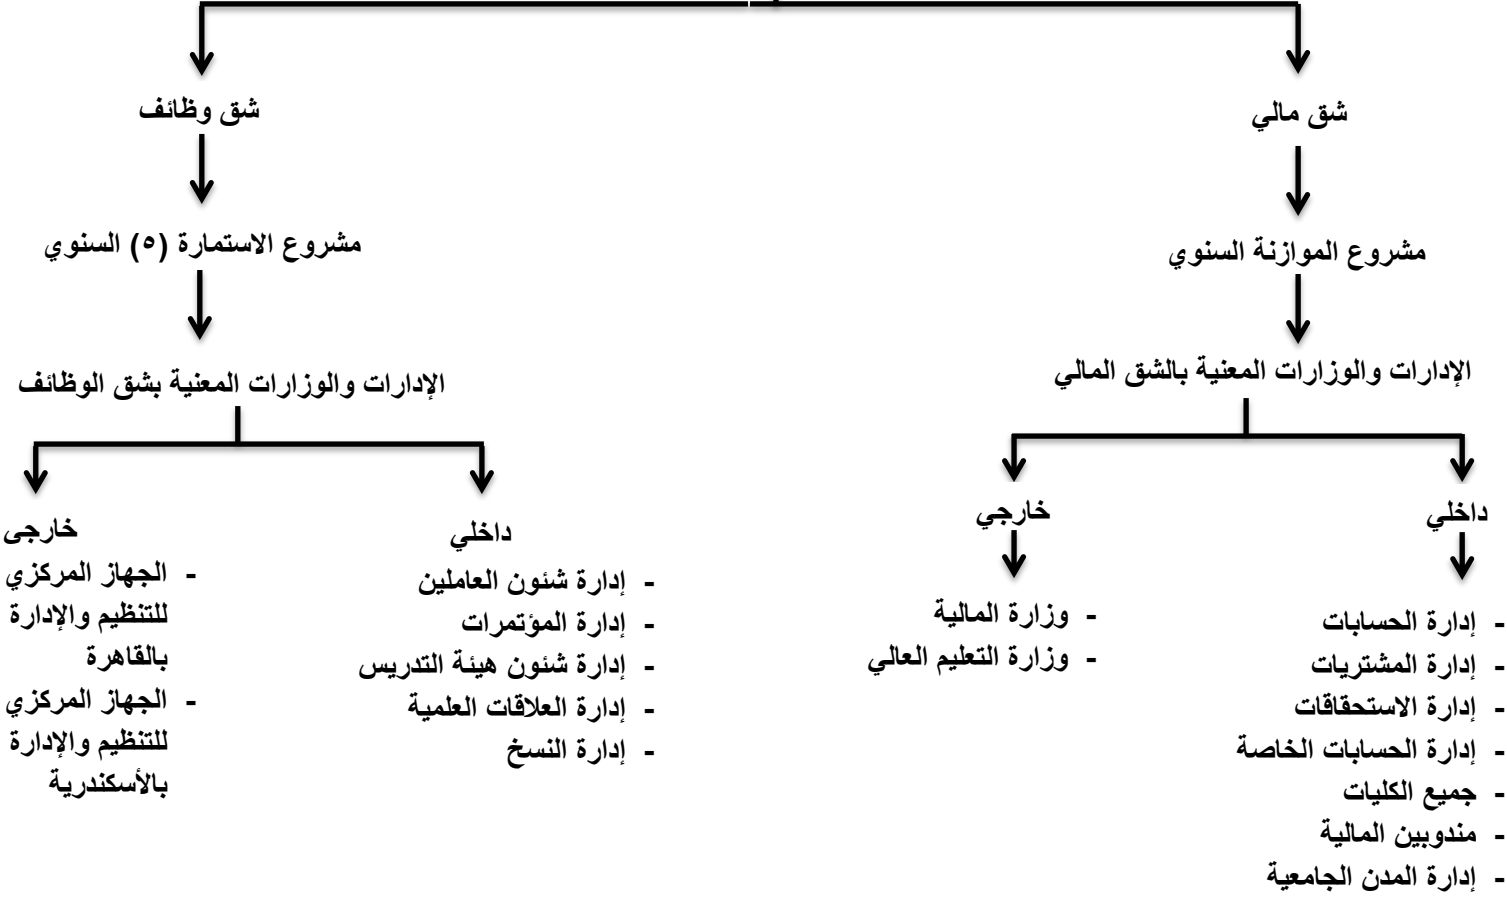 شق مالي
مشروع الموازنة السنوي
الإدارات والوزارات المعنية بالشق المالي
داخلي
- إدارة الحسابات
- إدارة المشتريات
- إدارة الاستحقاقات
- إدارة الحسابات الخاصة
- جميع الكليات
- مندوبين المالية
- إدارة المدن الجامعية
خارجي
- وزارة المالية
- وزارة التعليم العالي
شق وظائف
مشروع الاستمارة (٥) السنوي
الإدارات والوزارات المعنية بشق الوظائف
داخلي
- إدارة شئون العاملين
- إدارة المؤتمرات
- إدارة شئون هيئة التدريس
- إدارة العلاقات العلمية
- إدارة النسخ
خارجى
- الجهاز المركزي
للتنظيم والإدارة
بالقاهرة
- الجهاز المركزي
للتنظيم والإدارة
بالأسكندرية